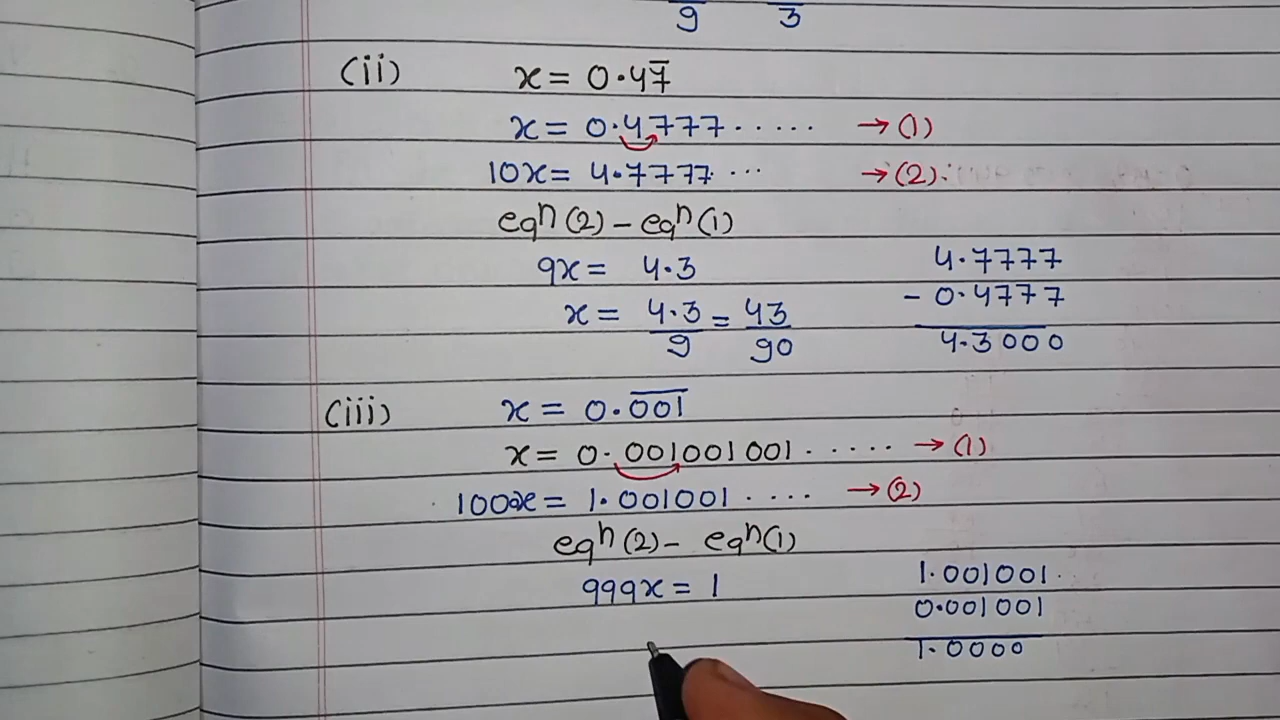 9 3
(ii) x = 0.47̅
x = 0.4777..... → (1)
10x = 4.7777... → (2).
eqⁿ(2) – eqⁿ(1)
9x = 4.3 4.7777
x = 4.3/9 = 43/90 – 0.4777
4.3000
(iii) x = 0.0̅0̅1̅
x = 0.001001001..... → (1)
1000x = 1.001001.... → (2)
eqⁿ(2) – eqⁿ(1)
999x = 1 1.001001.
0.001001
1.0000